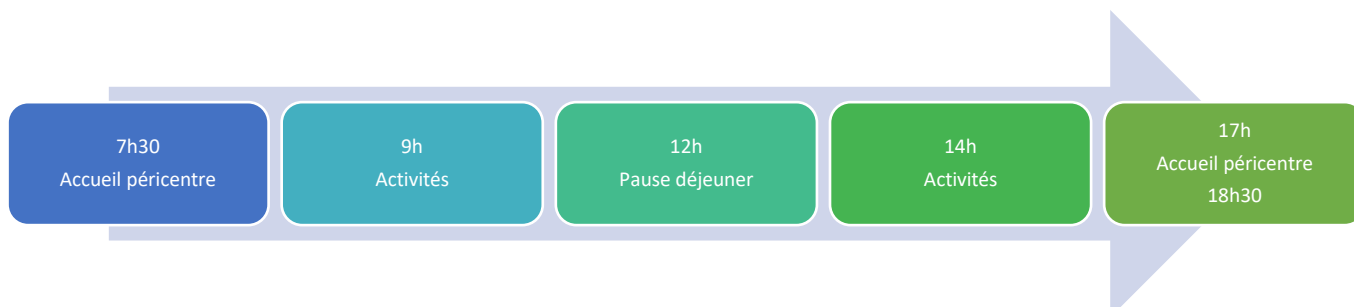 7h30
Accueil péricentre
9h
Activités
12h
Pause déjeuner
14h
Activités
17h
Accueil péricentre
18h30